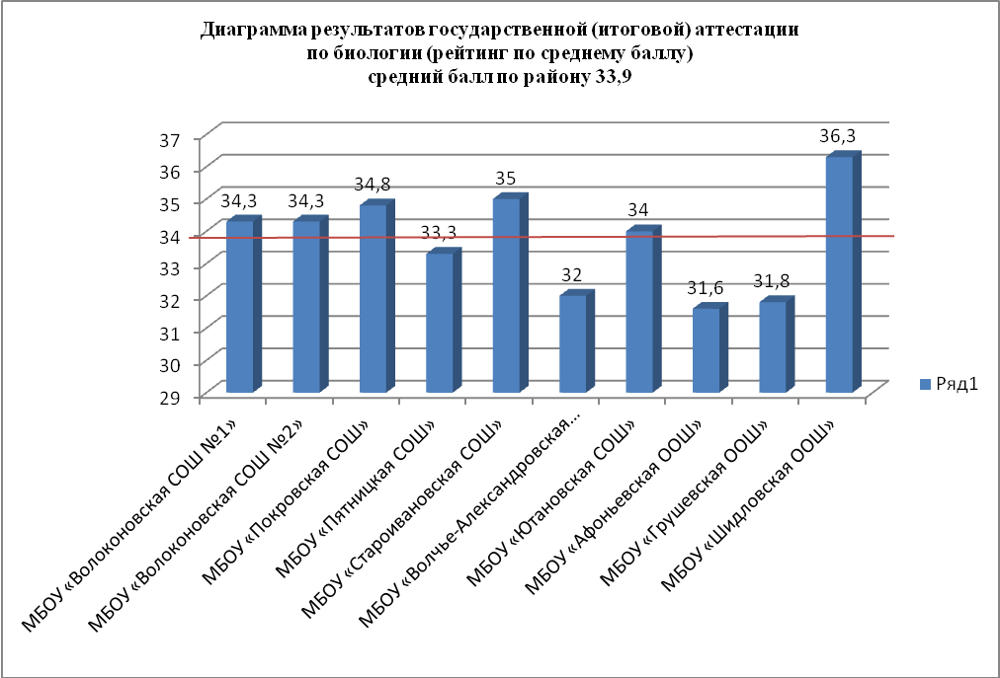 Диаграмма результатов государственной (итоговой) аттестации
по биологии (рейтинг по среднему баллу)
средний балл по району 33,9
37
36
35
34
33
32
31
30
29
34,3
34,3
34,8
33,3
35
32
34
31,6
31,8
36,3
МБОУ «Волоконовская СОШ №1»
МБОУ «Волоконовская СОШ №2»
МБОУ «Покровская СОШ»
МБОУ «Пятницкая СОШ»
МБОУ «Староивановская СОШ»
МБОУ «Волчье-Александровская...
МБОУ «Ютановская СОШ»
МБОУ «Афоньевская ООШ»
МБОУ «Грушевская ООШ»
МБОУ «Шидловская ООШ»
Ряд1